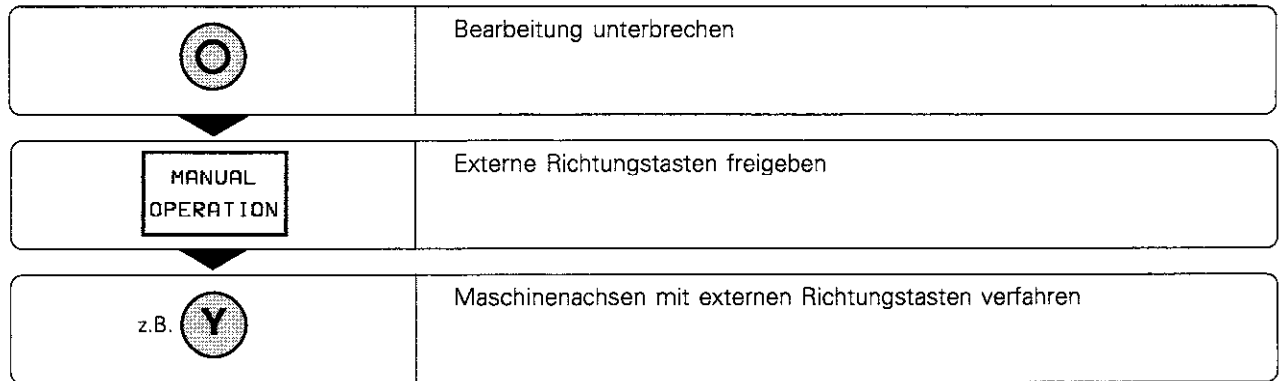 O
Bearbeitung unterbrechen
MANUAL
OPERATION
Externe Richtungstasten freigeben
z.B. Y
Maschinenachsen mit externen Richtungstasten verfahren